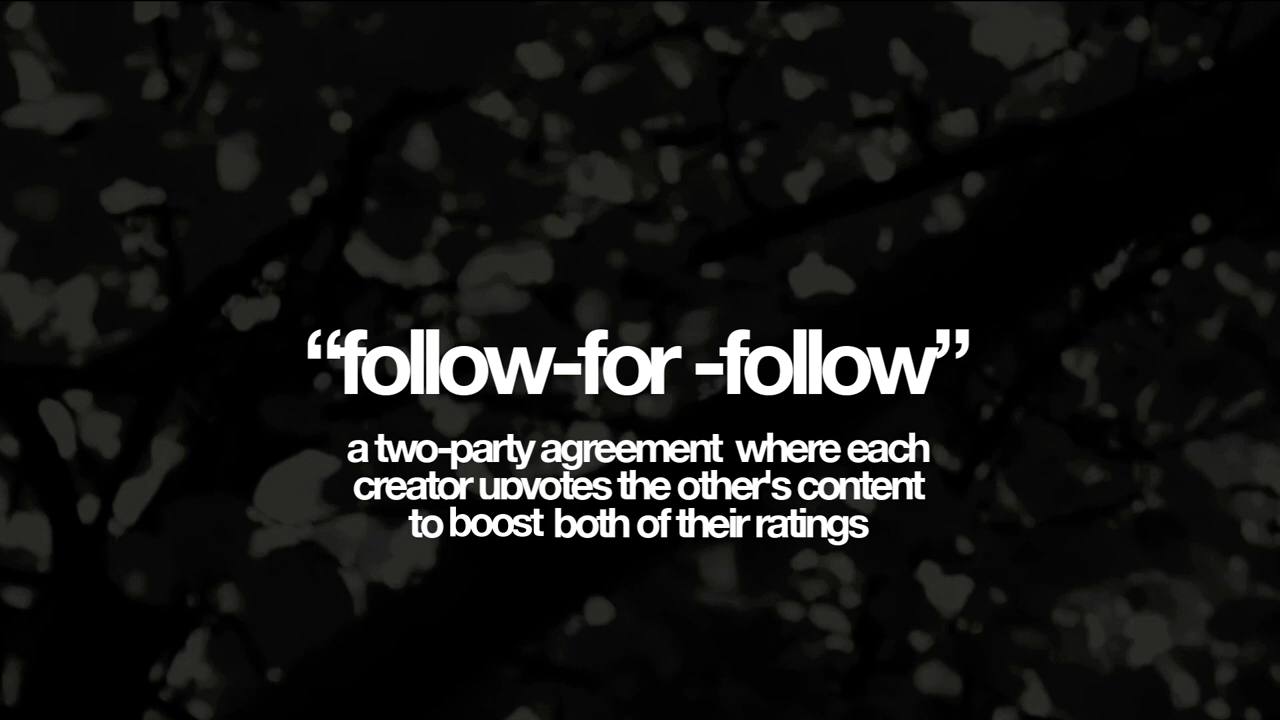 “follow-for -follow”
a two-party agreement where each
creator upvotes the other's content
to boost both of their ratings